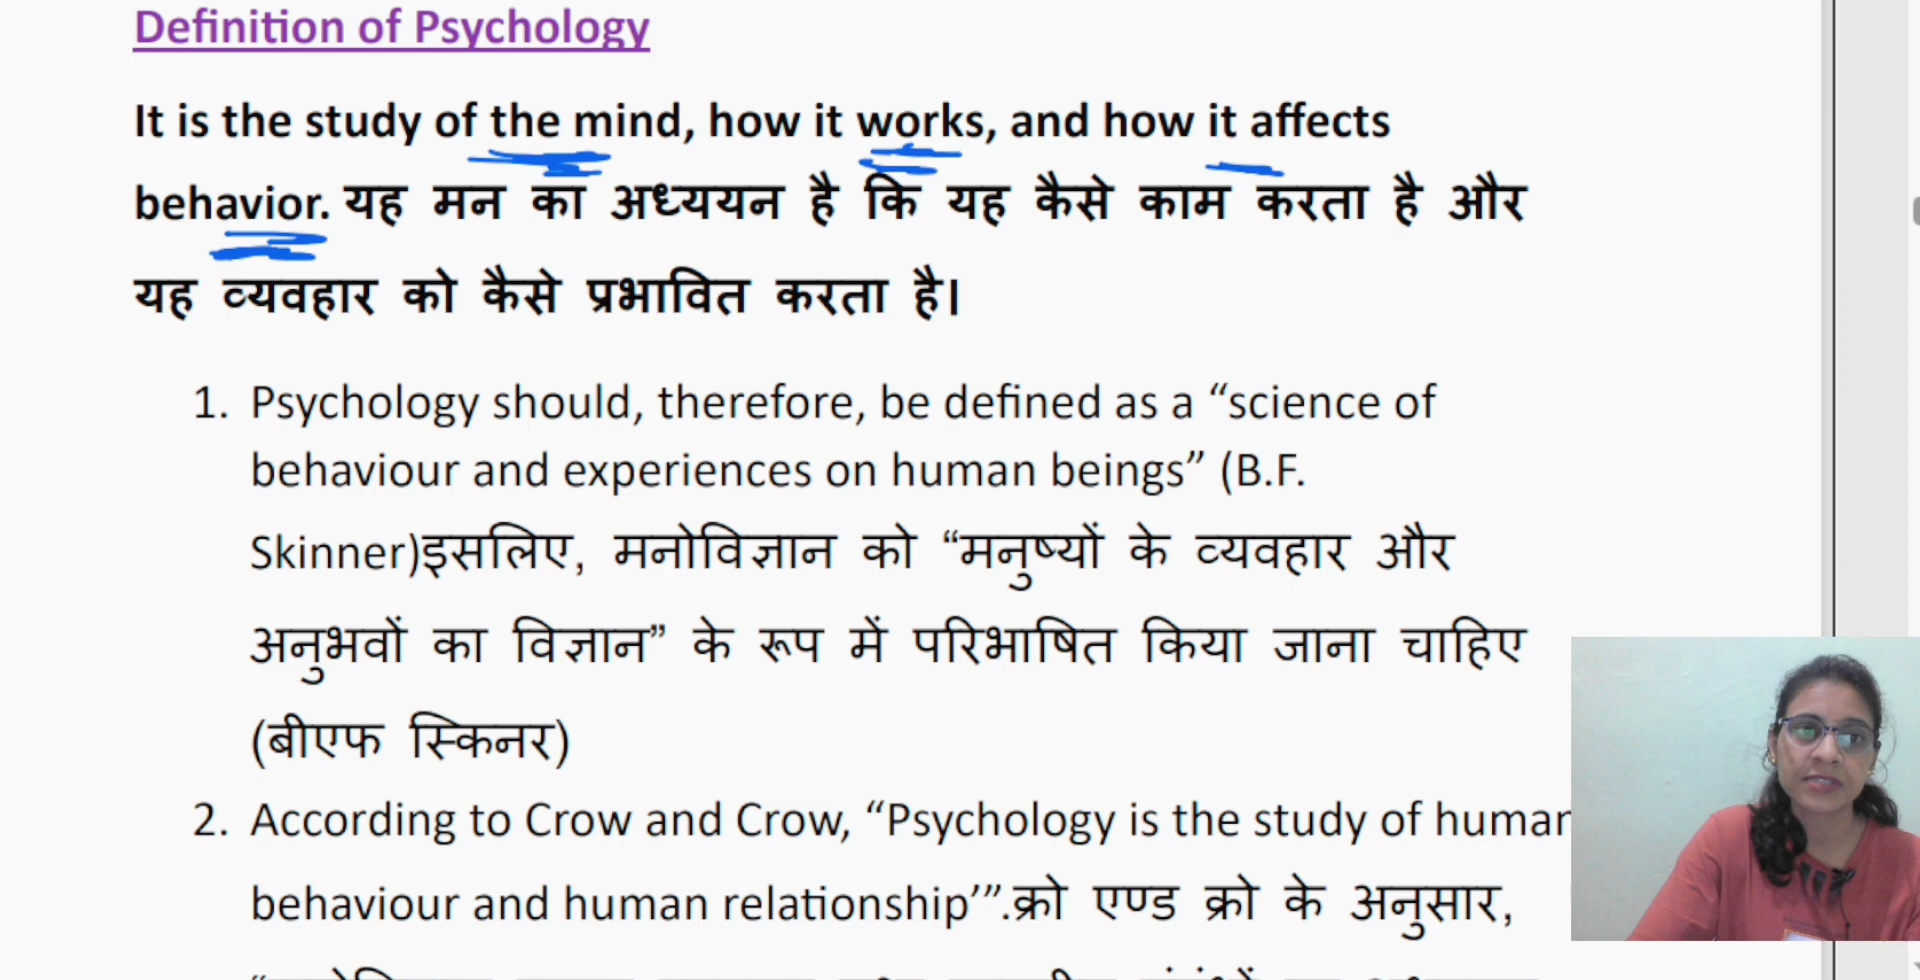 Definition of Psychology
It is the study of the mind, how it works, and how it affects
behavior. यह मन का अध्ययन है कि यह कैसे काम करता है और
यह व्यवहार को कैसे प्रभावित करता है।
1. Psychology should, therefore, be defined as a “science of
behaviour and experiences on human beings” (B.F.
Skinner)इसलिए, मनोविज्ञान को “मनुष्यों के व्यवहार और
अनुभवों का विज्ञान” के रूप में परिभाषित किया जाना चाहिए
(बीएफ स्किनर)
2. According to Crow and Crow, “Psychology is the study of human
behaviour and human relationship’”.क्रो एण्ड क्रो के अनुसार,